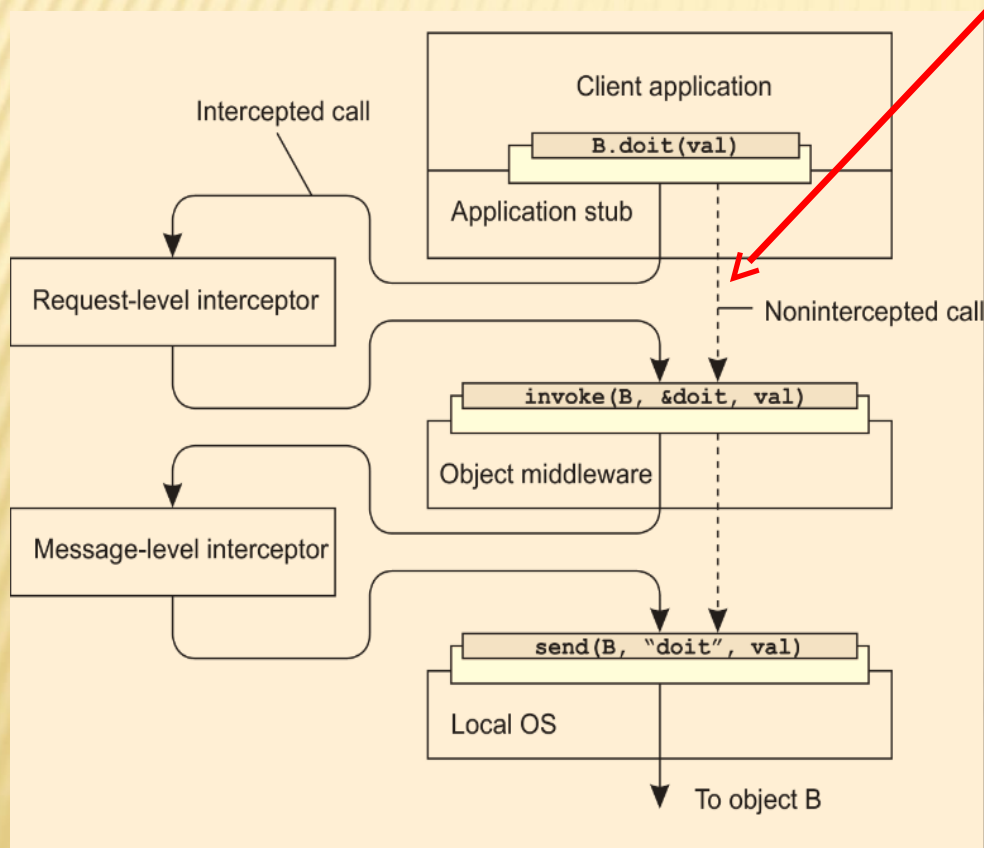 Client application
Intercepted call
B.doit(val)
Application stub
Request-level interceptor
Nonintercepted call
invoke(B, &doit, val)
Object middleware
Message-level interceptor
send(B, “doit”, val)
Local OS
To object B